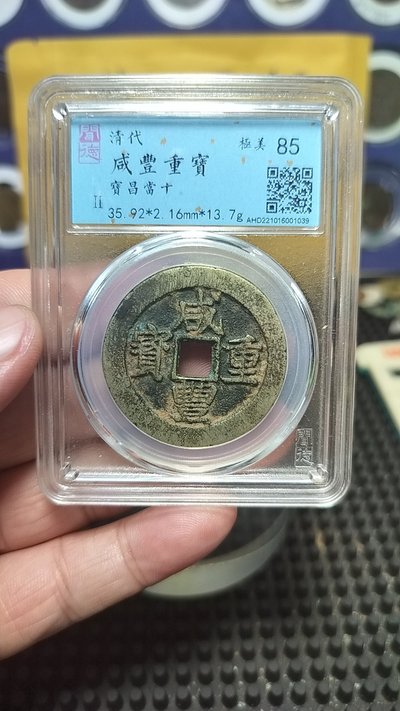 清代
咸豐重寶
寶昌當十
極美 85
35.92*2.16mm*13.7g
AHD221016001039
咸豐重寶